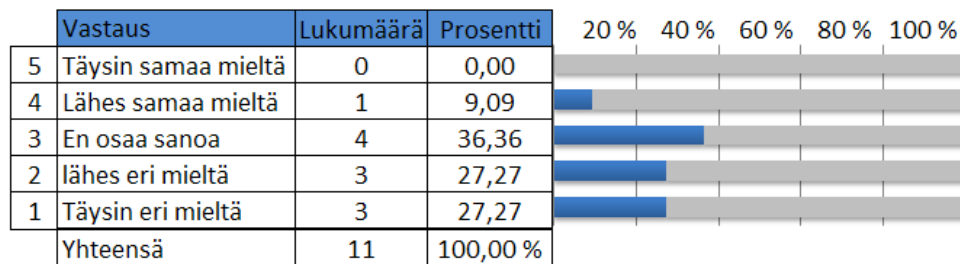 Vastaus Lukumäärä Prosentti 20 % 40 % 60 % 80 % 100 %
5 Täysin samaa mieltä 0 0,00
4 Lähes samaa mieltä 1 9,09
3 En osaa sanoa 4 36,36
2 lähes eri mieltä 3 27,27
1 Täysin eri mieltä 3 27,27
Yhteensä 11 100,00 %